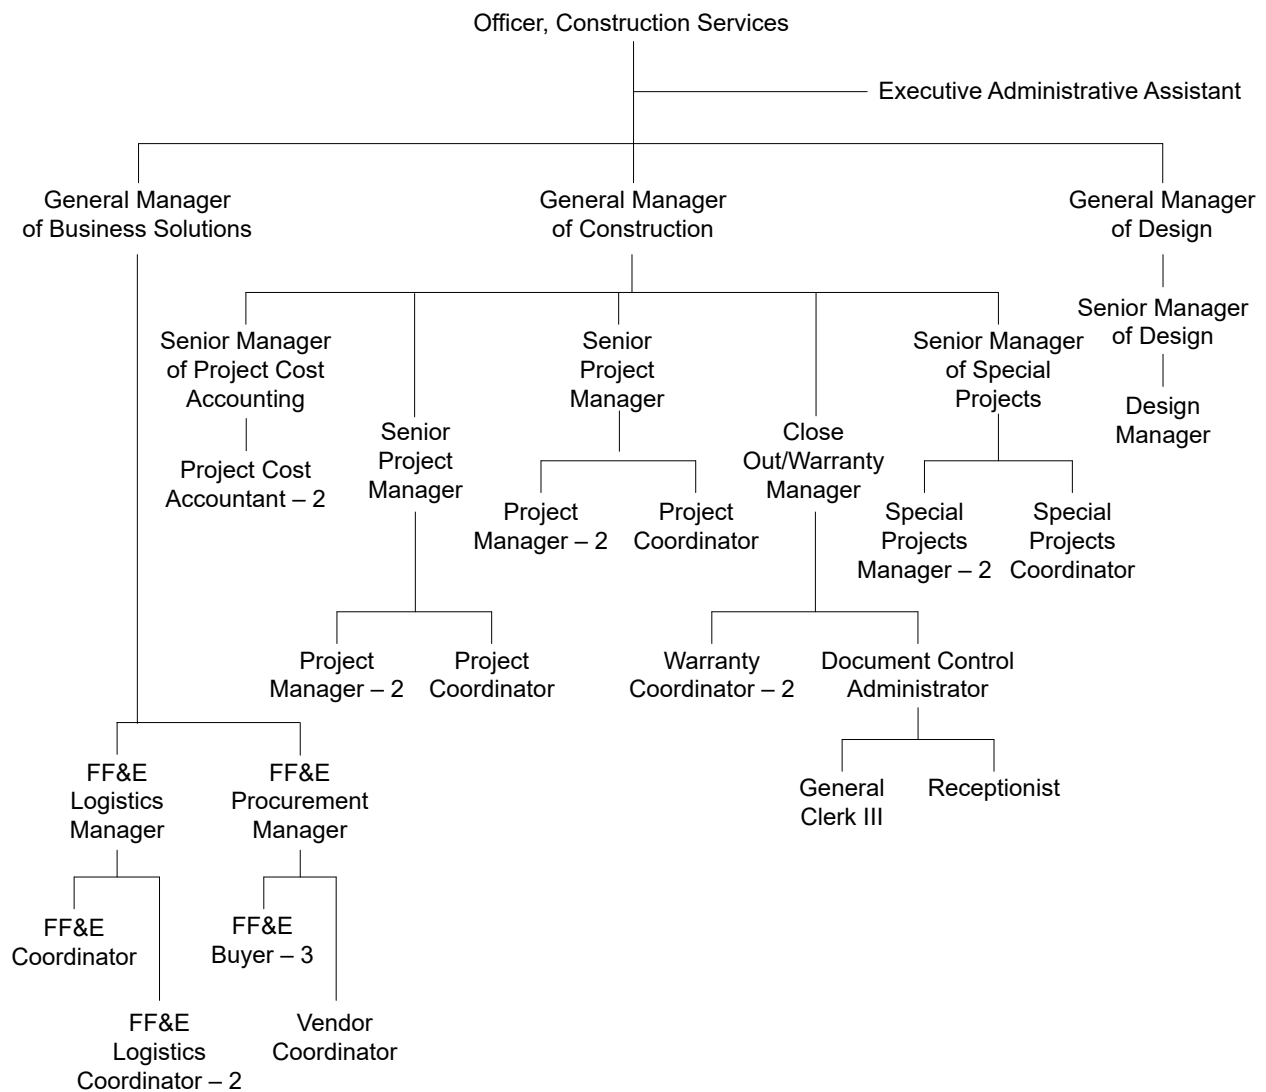 Officer, Construction Services
Executive Administrative Assistant
General Manager
of Business Solutions
General Manager
of Construction
General Manager
of Design
Senior Manager
of Design
Design
Manager
Senior Manager
of Project Cost
Accounting
Project Cost
Accountant – 2
Senior
Project
Manager
Project
Manager – 2
Project
Coordinator
Senior
Project
Manager
Project
Manager – 2
Project
Coordinator
Close
Out/Warranty
Manager
Warranty
Coordinator – 2
Document Control
Administrator
General
Clerk III
Receptionist
Senior Manager
of Special
Projects
Special
Projects
Manager – 2
Special
Projects
Coordinator
FF&E
Logistics
Manager
FF&E
Procurement
Manager
FF&E
Coordinator
FF&E
Logistics
Coordinator – 2
FF&E
Buyer – 3
Vendor
Coordinator